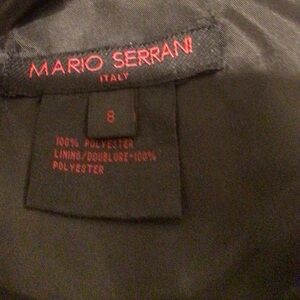 MARIO SERRANI
ITALY
8
100% POLYESTER
LINING/DOUBLURE-100%
POLYESTER